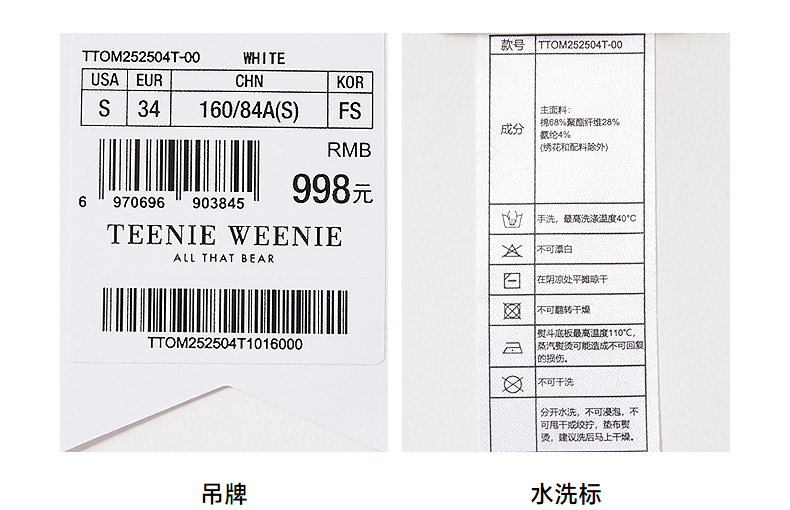 TTOM252504T-00 WHITE
USA EUR CHN KOR
S 34 160/84A(S) FS
RMB
998元
6 970696 903845
TEENIE WEENIE
ALL THAT BEAR
TTOM252504T1016000
吊牌
款号 TTOM252504T-00
成分
主面料:
棉68%聚酯纤维28%
氨纶4%
(绣花和配料除外)
手洗，最高洗涤温度40°C
不可漂白
在阴凉处平摊晾干
不可翻转干燥
熨斗底板最高温度110℃，
蒸汽熨烫可能造成不可回复
的损伤。
不可干洗
分开水洗，不可浸泡，不
可甩干或绞拧，垫布熨
烫，建议洗后马上干燥。
水洗标